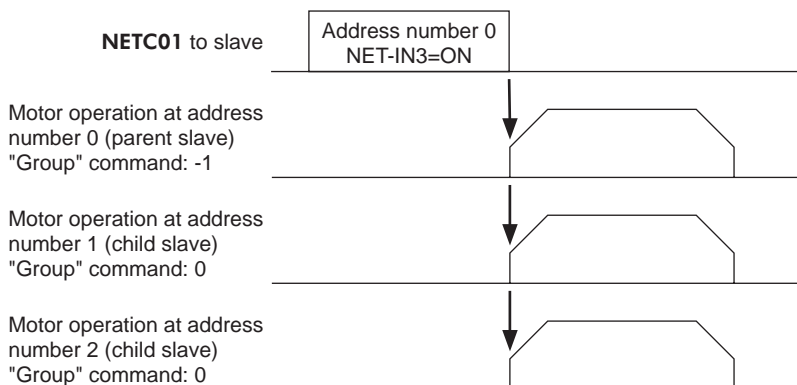 NETC01 to slave
Address number 0
NET-IN3=ON
Motor operation at address
number 0 (parent slave)
"Group" command: -1
Motor operation at address
number 1 (child slave)
"Group" command: 0
Motor operation at address
number 2 (child slave)
"Group" command: 0